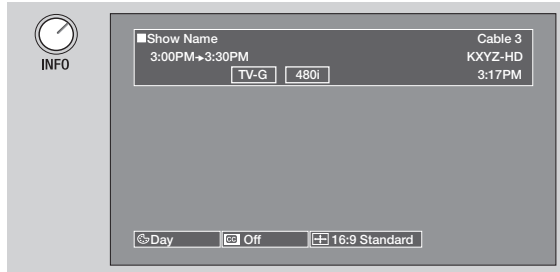 INFO
■Show Name Cable 3
3:00PM→3:30PM KXYZ-HD
TV-G 480i 3:17PM
Day CC Off 16:9 Standard